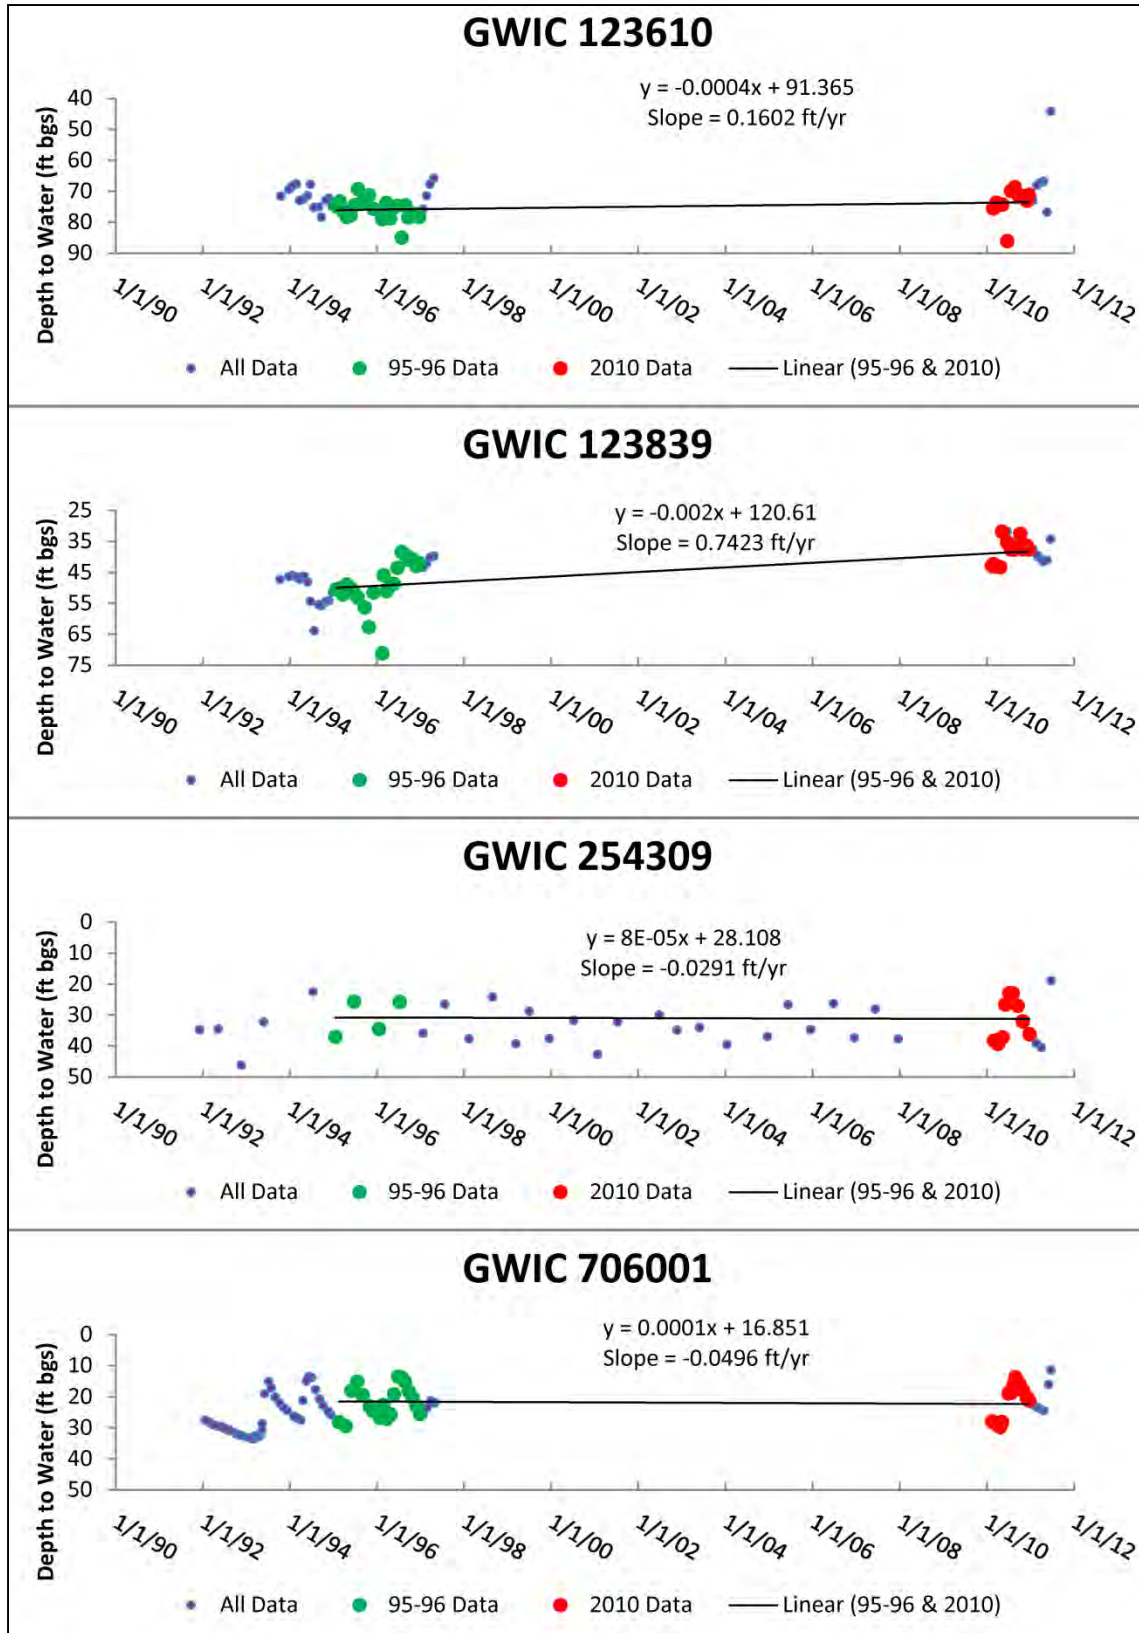 GWIC 123610
y = -0.0004x + 91.365
Slope = 0.1602 ft/yr
Depth to Water (ft bgs)
40
50
60
70
80
90
1/1/90 1/1/92 1/1/94 1/1/96 1/1/98 1/1/00 1/1/02 1/1/04 1/1/06 1/1/08 1/1/10 1/1/12
All Data 95-96 Data 2010 Data Linear (95-96 & 2010)
GWIC 123839
y = -0.002x + 120.61
Slope = 0.7423 ft/yr
Depth to Water (ft bgs)
25
35
45
55
65
75
1/1/90 1/1/92 1/1/94 1/1/96 1/1/98 1/1/00 1/1/02 1/1/04 1/1/06 1/1/08 1/1/10 1/1/12
All Data 95-96 Data 2010 Data Linear (95-96 & 2010)
GWIC 254309
y = 8E-05x + 28.108
Slope = -0.0291 ft/yr
Depth to Water (ft bgs)
0
10
20
30
40
50
1/1/90 1/1/92 1/1/94 1/1/96 1/1/98 1/1/00 1/1/02 1/1/04 1/1/06 1/1/08 1/1/10 1/1/12
All Data 95-96 Data 2010 Data Linear (95-96 & 2010)
GWIC 706001
y = 0.0001x + 16.851
Slope = -0.0496 ft/yr
Depth to Water (ft bgs)
0
10
20
30
40
50
1/1/90 1/1/92 1/1/94 1/1/96 1/1/98 1/1/00 1/1/02 1/1/04 1/1/06 1/1/08 1/1/10 1/1/12
All Data 95-96 Data 2010 Data Linear (95-96 & 2010)